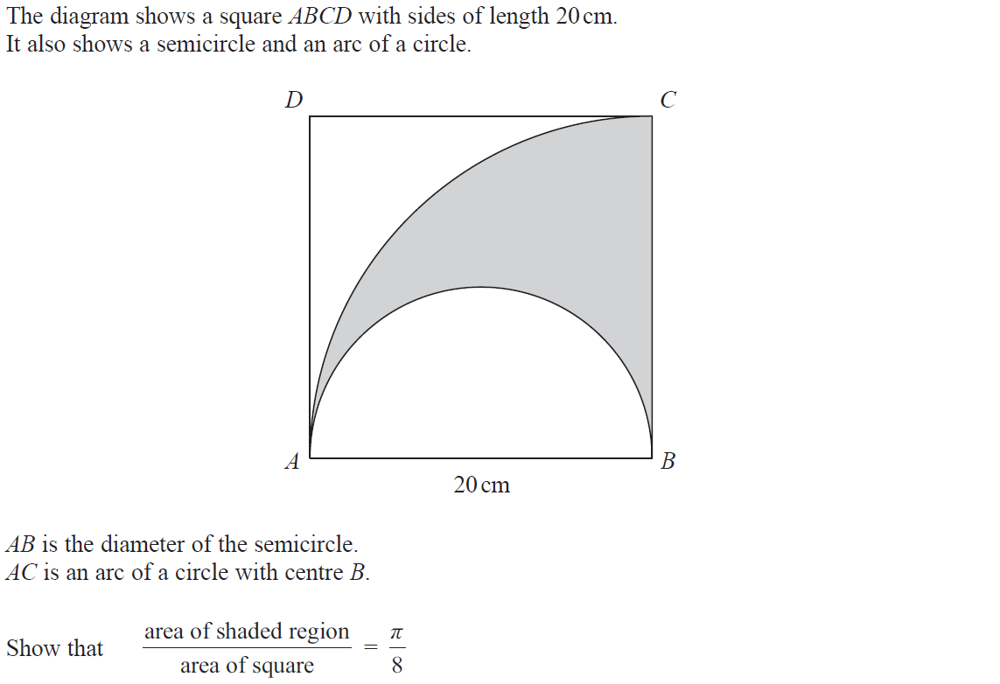 The diagram shows a square ABCD with sides of length 20 cm.
It also shows a semicircle and an arc of a circle.
D
C
A
B
20 cm
AB is the diameter of the semicircle.
AC is an arc of a circle with centre B.
Show that area of shaded region / area of square = π / 8